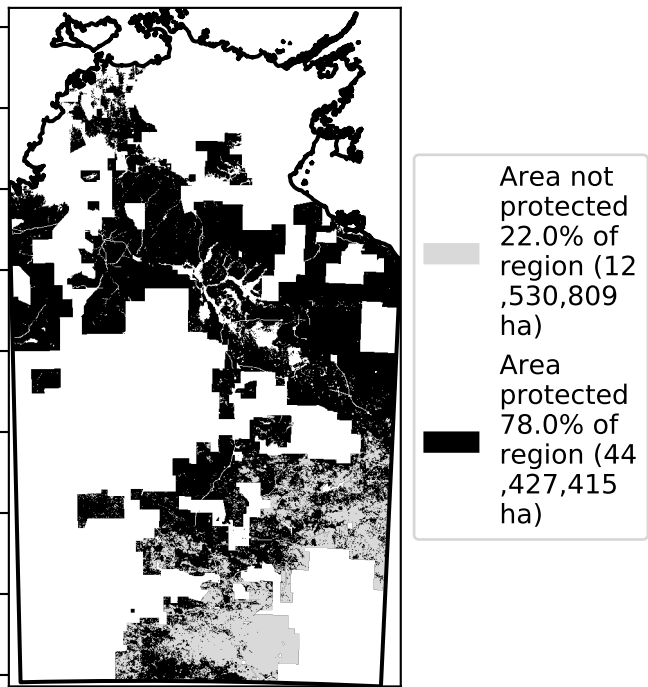 Area not
protected
22.0% of
region (12
,530,809
ha)
Area
protected
78.0% of
region (44
,427,415
ha)